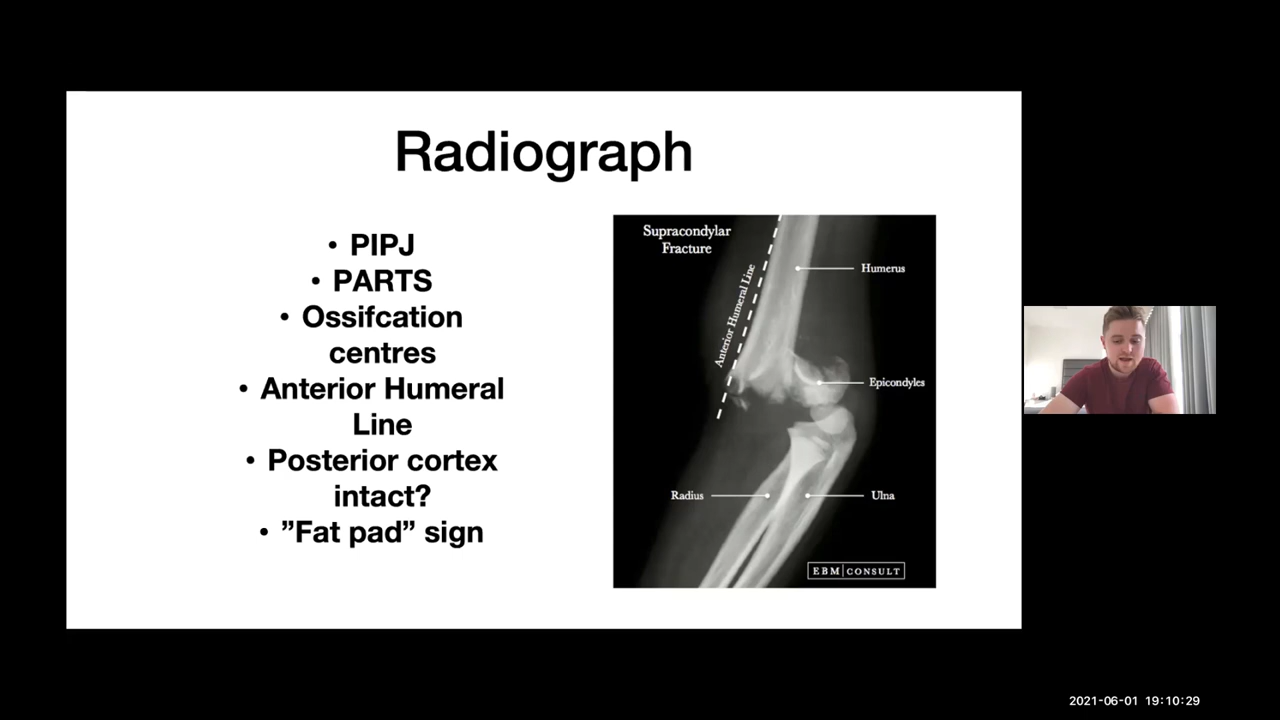 Radiograph
• PIPJ
• PARTS
• Ossifcation
centres
• Anterior Humeral
Line
• Posterior cortex
intact?
• ”Fat pad” sign
Supracondylar
Fracture
Anterior Humeral Line
Humerus
Epicondyles
Radius
Ulna
EBM CONSULT
2021-06-01 19:10:29